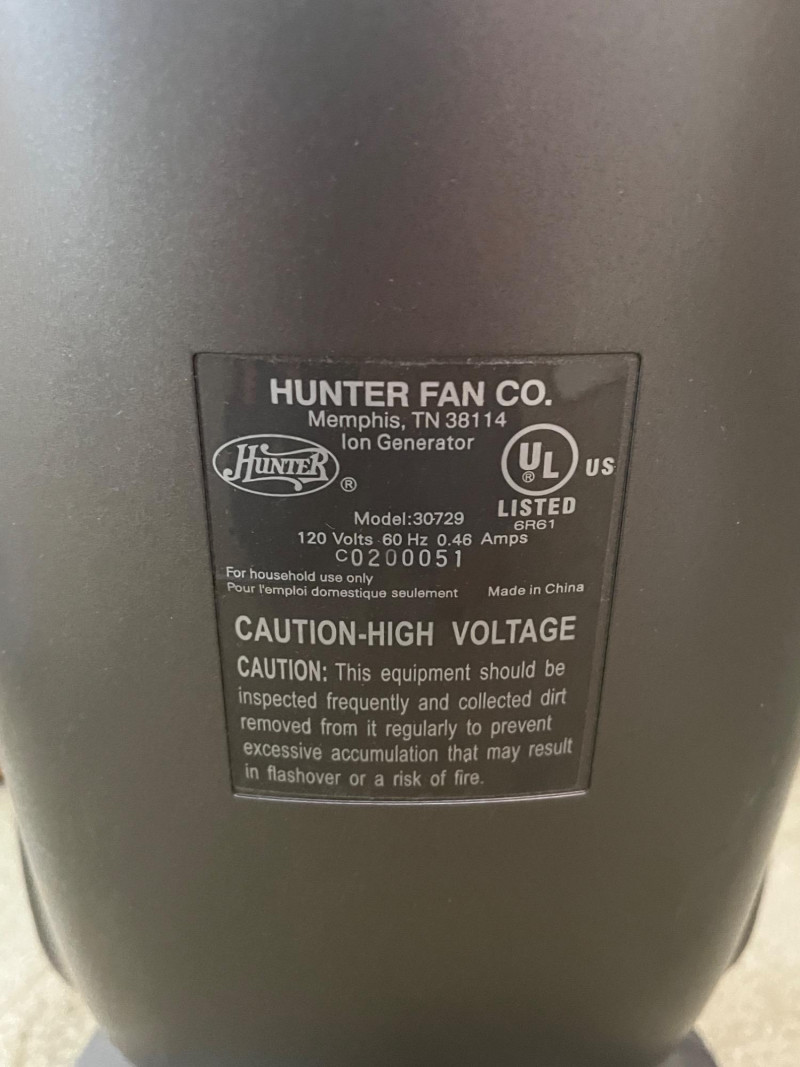 HUNTER FAN CO.
Memphis, TN 38114
Ion Generator
HUNTER ®
UL ® US
LISTED
6R61
Model:30729
120 Volts 60 Hz 0.46 Amps
C0200051
For household use only
Pour l'emploi domestique seulement Made in China
CAUTION-HIGH VOLTAGE
CAUTION: This equipment should be
inspected frequently and collected dirt
removed from it regularly to prevent
excessive accumulation that may result
in flashover or a risk of fire.